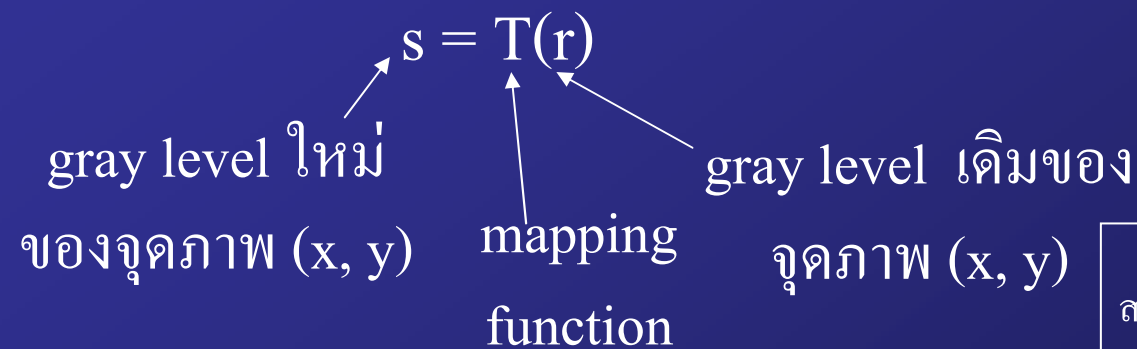 s = T(r)
gray level ใหม่
ของจุดภาพ (x, y)
mapping
function
gray level เดิมของ
จุดภาพ (x, y)